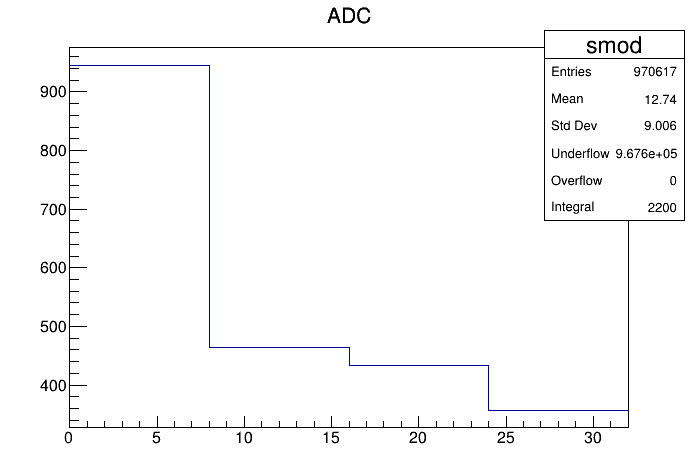 ADC
smod
Entries 970617
Mean 12.74
Std Dev 9.006
Underflow 9.676e+05
Overflow 0
Integral 2200
900
800
700
600
500
400
0 5 10 15 20 25 30